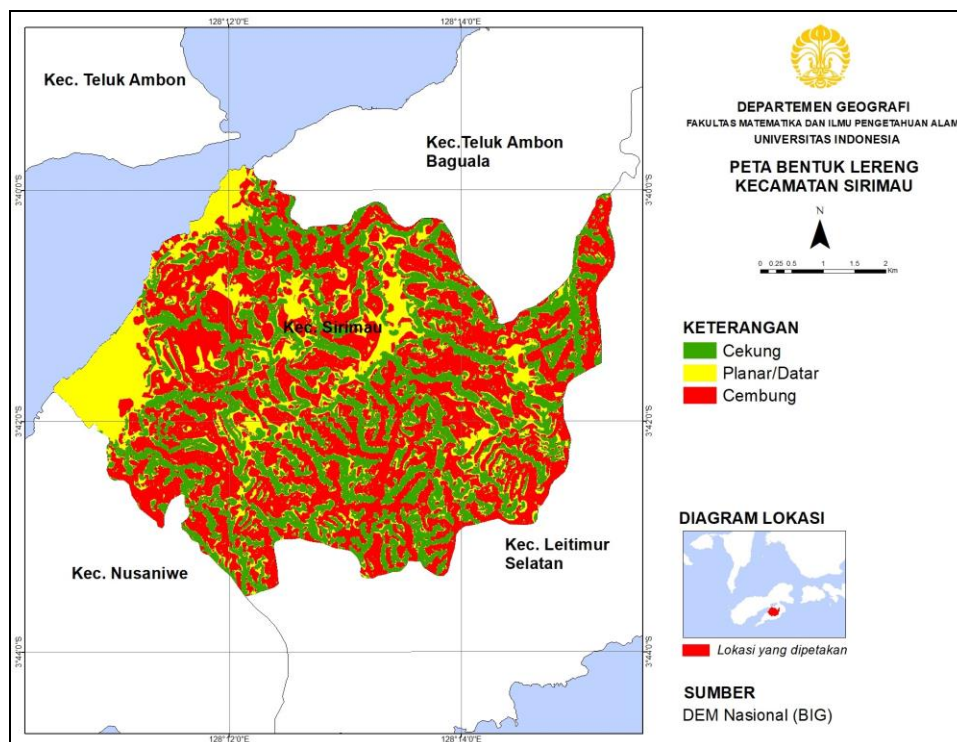 128°12'0"E
128°14'0"E
Kec. Teluk Ambon
Kec.Teluk Ambon
Baguala
3°40'0"S
3°40'0"S
Kec. Sirimau
3°42'0"S
3°42'0"S
Kec. Nusaniwe
Kec. Leitimur
Selatan
3°44'0"S
3°44'0"S
128°12'0"E
128°14'0"E
DEPARTEMEN GEOGRAFI
FAKULTAS MATEMATIKA DAN ILMU PENGETAHUAN ALAM
UNIVERSITAS INDONESIA
PETA BENTUK LERENG
KECAMATAN SIRIMAU
N
0 0.25 0.5 1 2
Km
KETERANGAN
Cekung
Planar/Datar
Cembung
DIAGRAM LOKASI
Lokasi yang dipetakan
SUMBER
DEM Nasional (BIG)